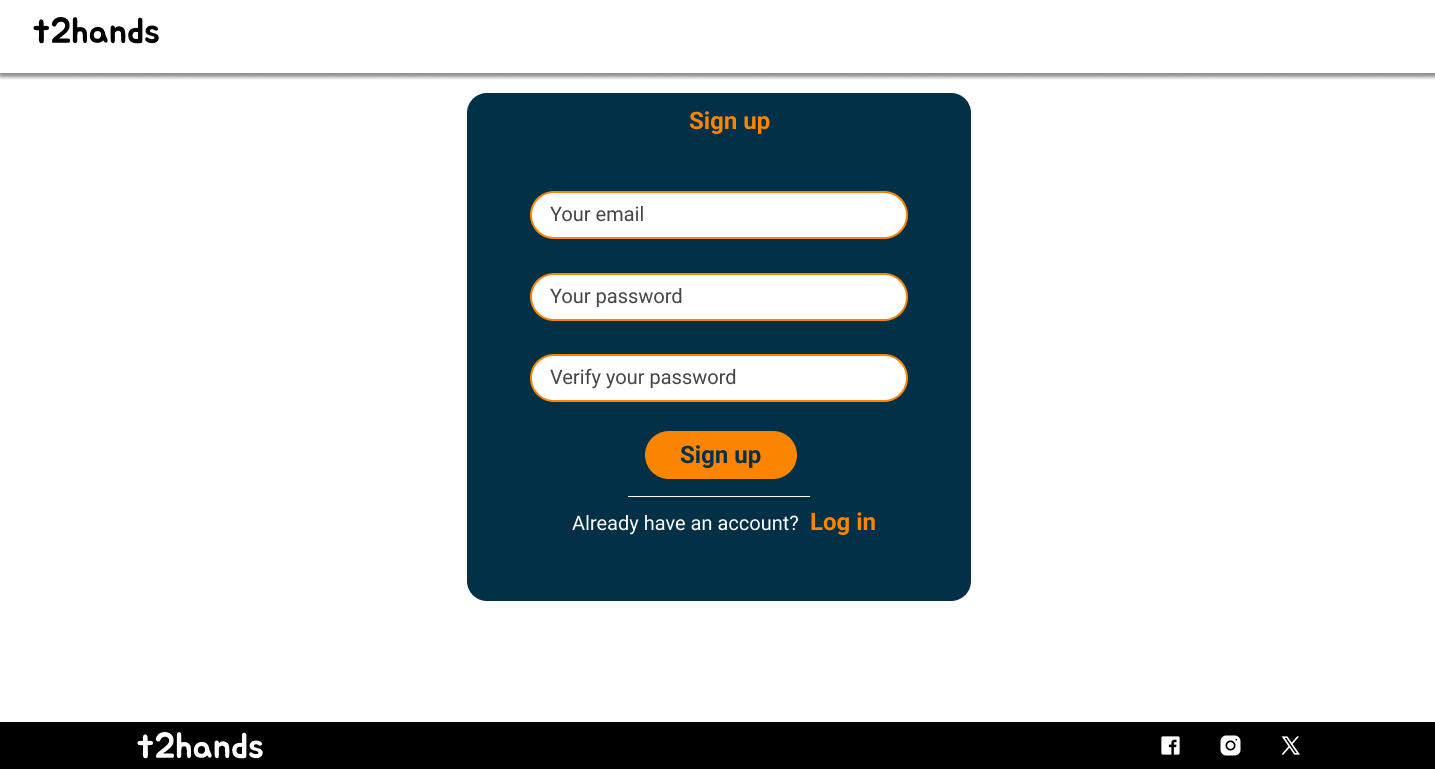 t2hands
Sign up
Your email
Your password
Verify your password
Sign up
Already have an account? Log in
t2hands